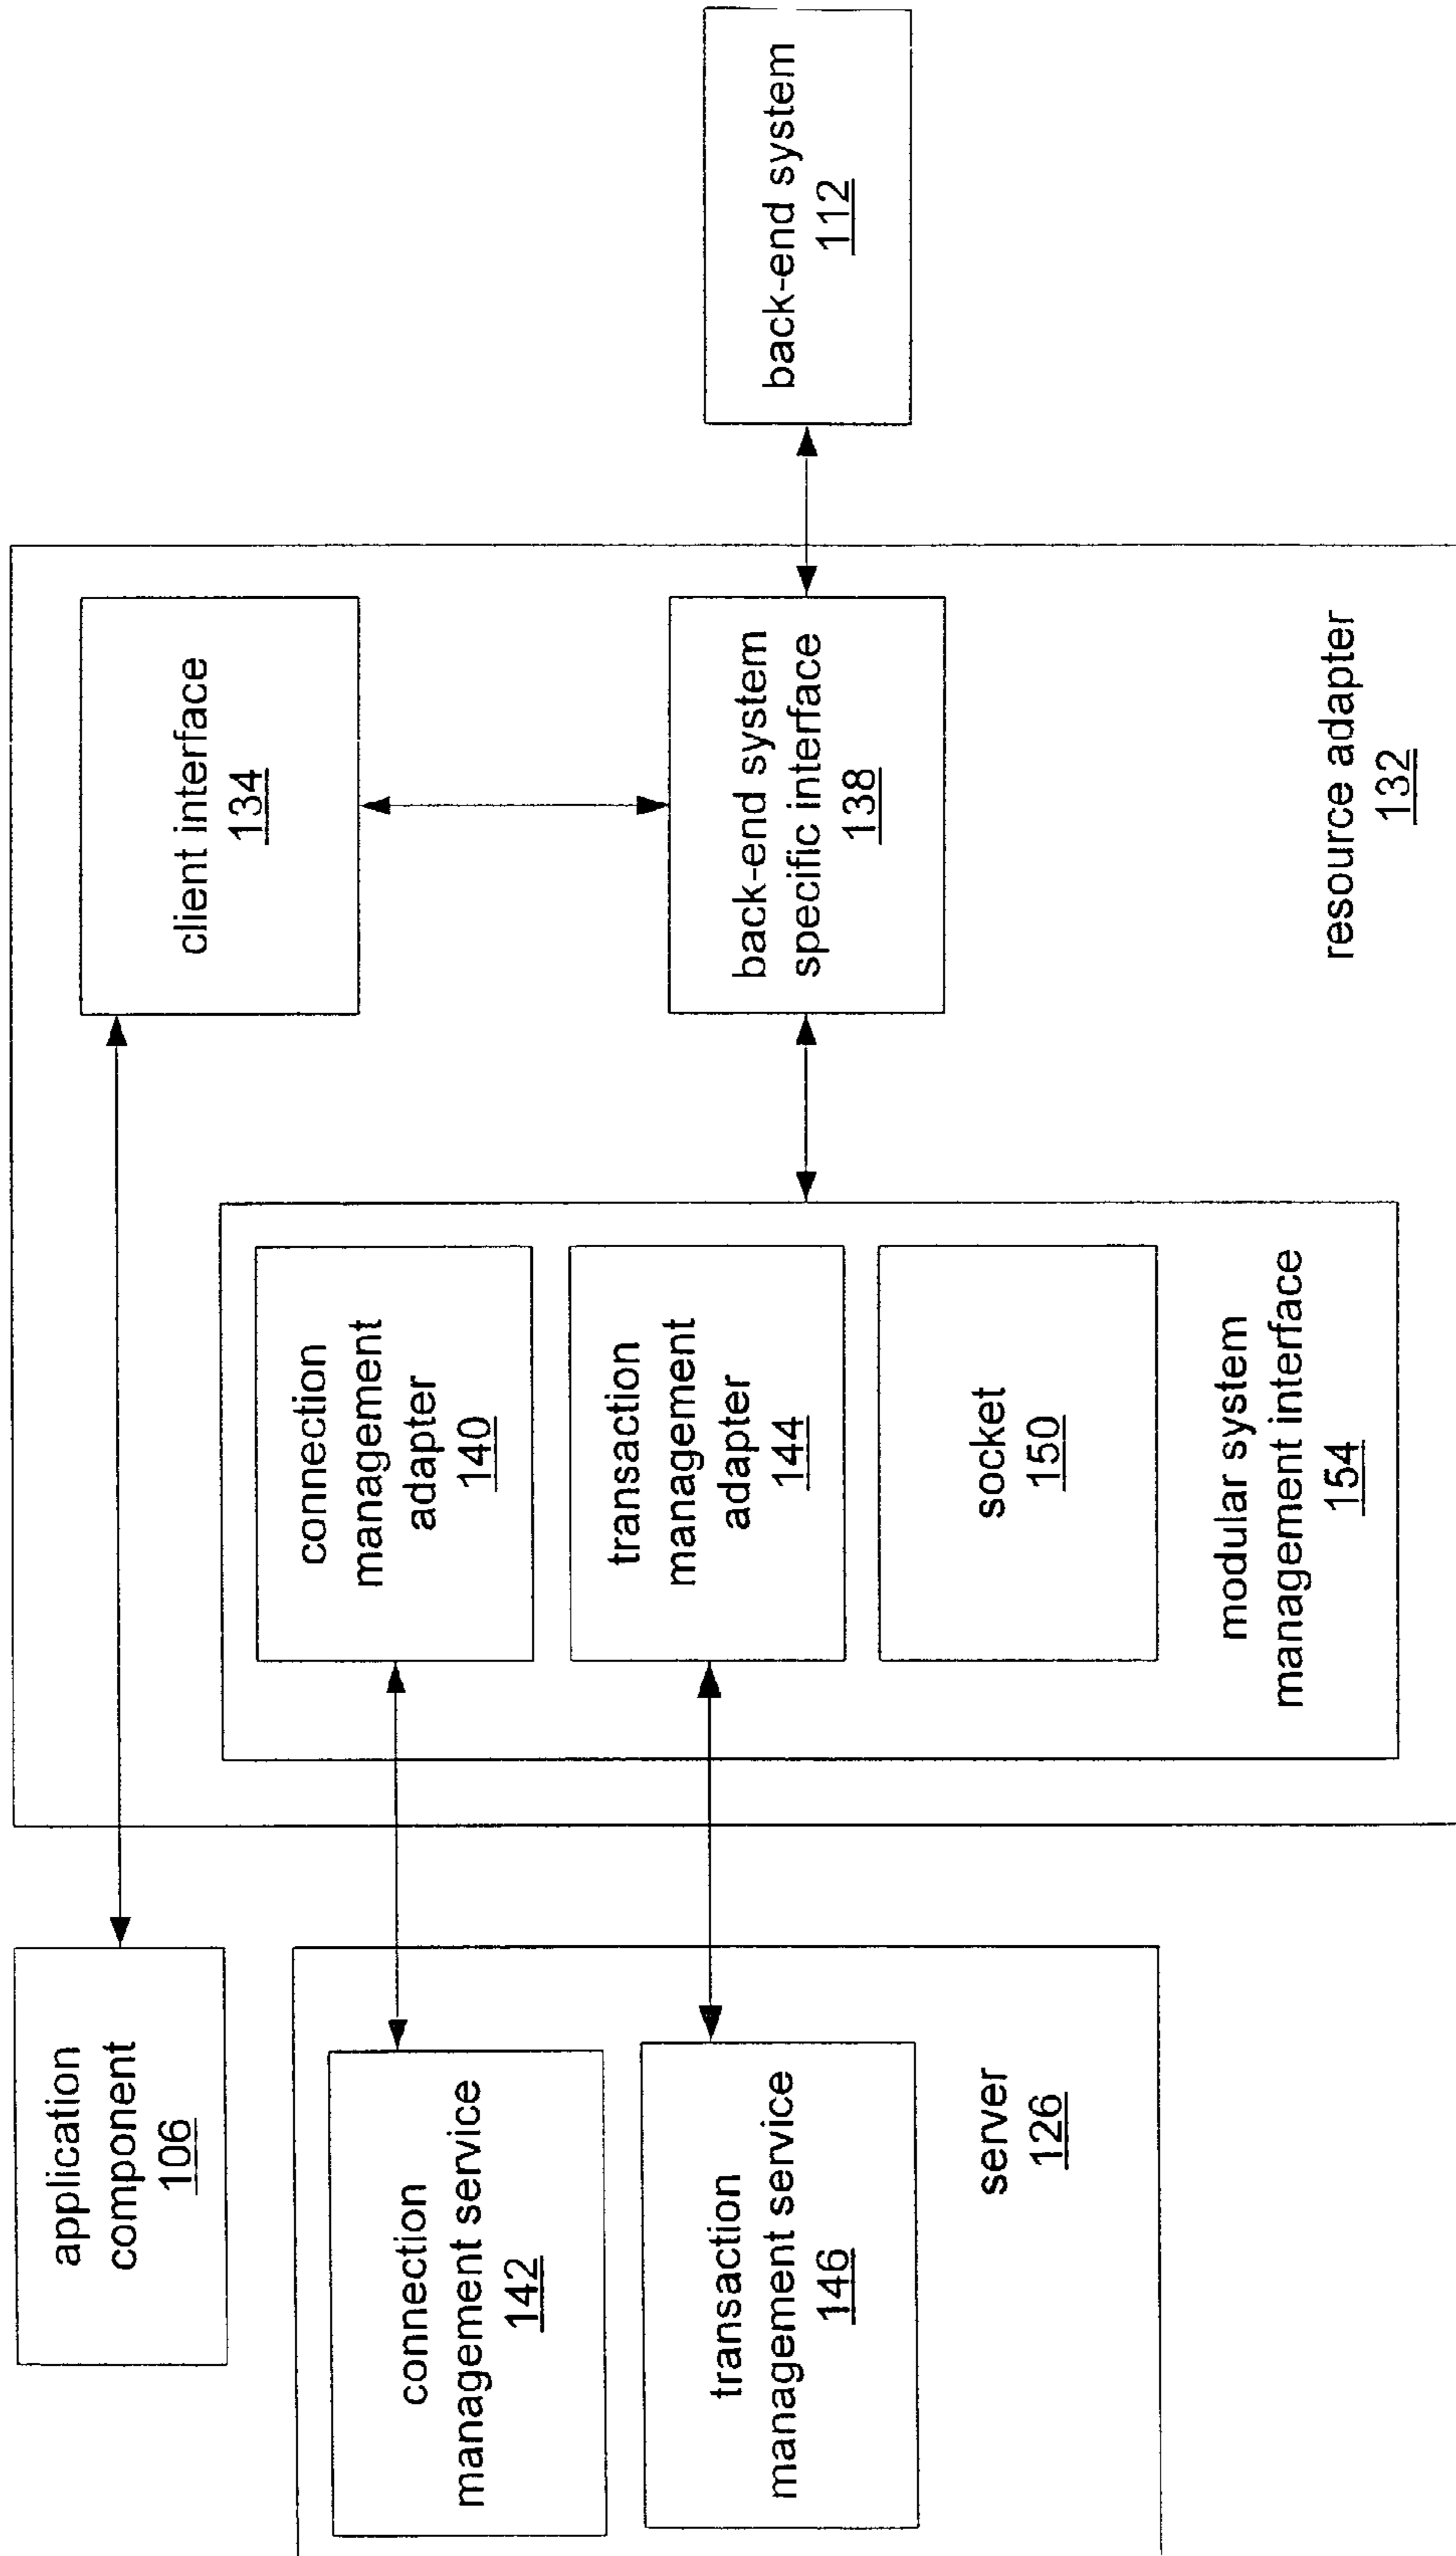 application
component
106
connection
management service
142
transaction
management service
146
server
126
connection
management
adapter
140
transaction
management
adapter
144
socket
150
modular system
management interface
154
client interface
134
back-end system
specific interface
138
resource adapter
132
back-end system
112